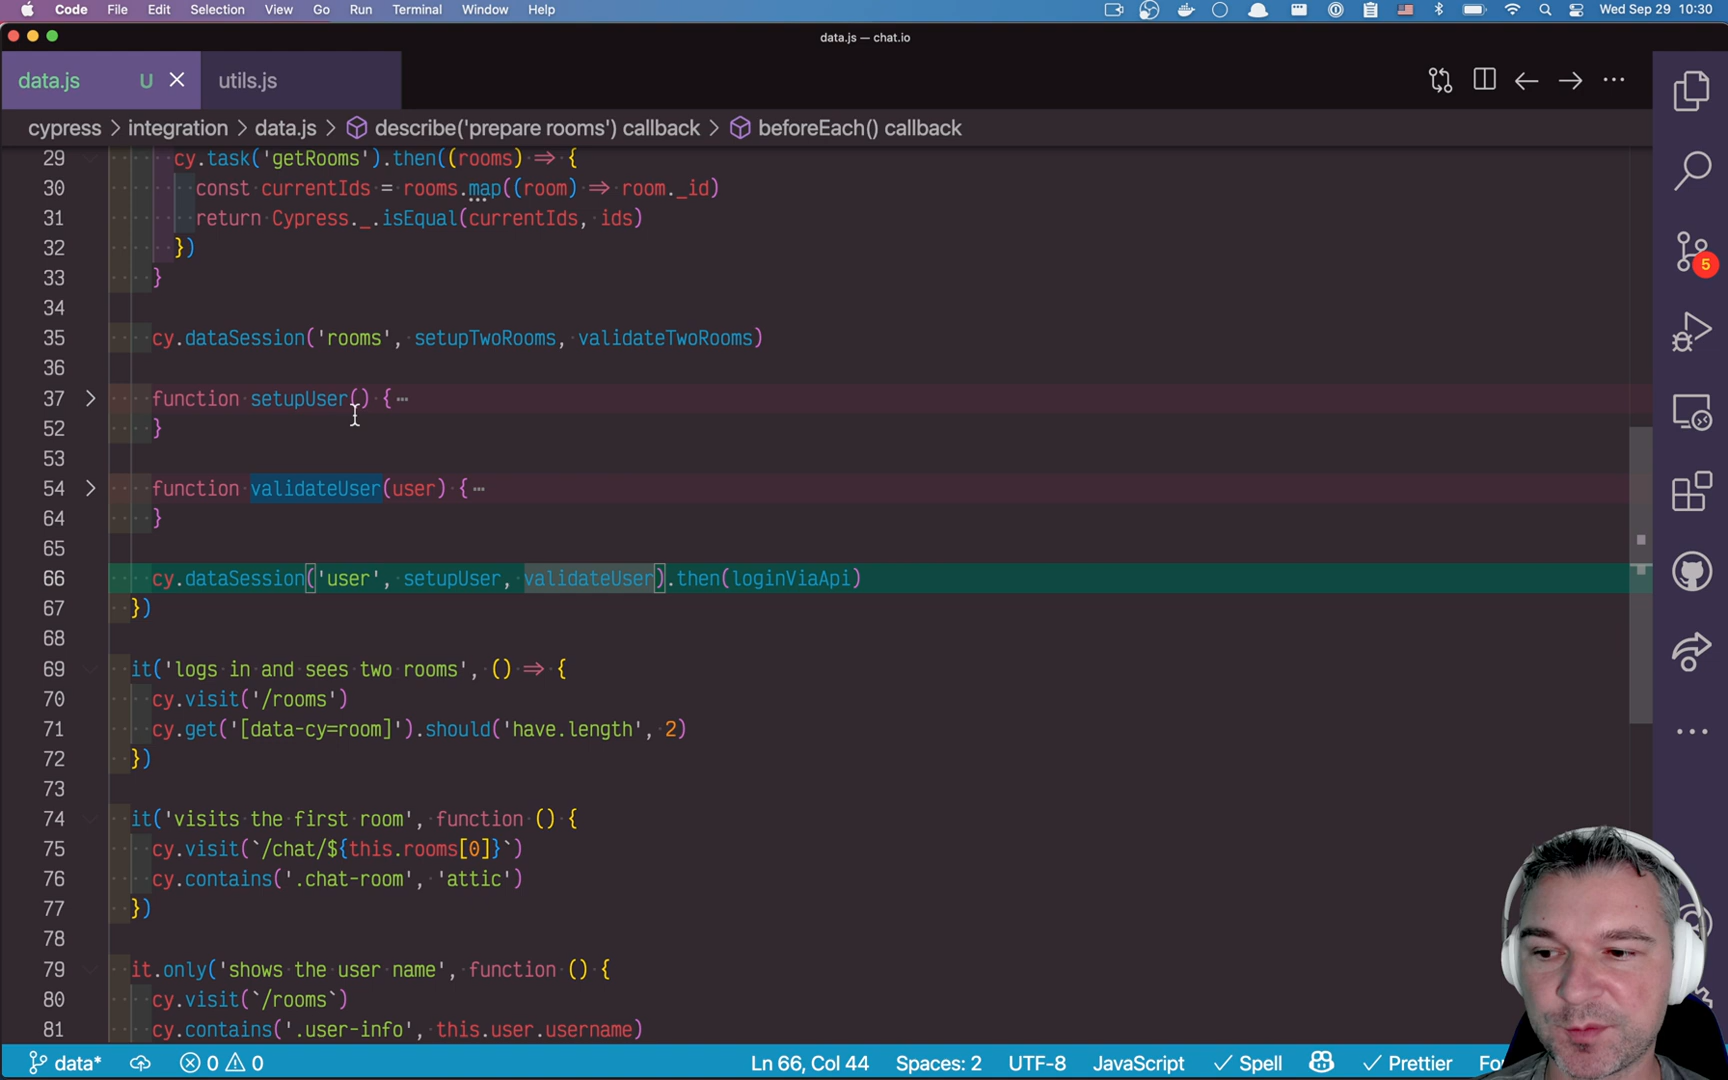 Code File Edit Selection View Go Run Terminal Window Help Wed Sep 29 10:30
data.js — chat.io
data.js U utils.js
cypress > integration > data.js > describe('prepare rooms') callback > beforeEach() callback
29 cy.task('getRooms').then((rooms) => {
30 const currentIds = rooms.map((room) => room._id)
31 return Cypress._.isEqual(currentIds, ids)
32 })
33 }
34
35 cy.dataSession('rooms', setupTwoRooms, validateTwoRooms)
36
37 function setupUser() { ⋯
52 }
53
54 function validateUser(user) { ⋯
64 }
65
66 cy.dataSession('user', setupUser, validateUser).then(loginViaApi)
67 })
68
69 it('logs in and sees two rooms', () => {
70 cy.visit('/rooms')
71 cy.get('[data-cy=room]').should('have.length', 2)
72 })
73
74 it('visits the first room', function () {
75 cy.visit(`/chat/${this.rooms[0]}`)
76 cy.contains('.chat-room', 'attic')
77 })
78
79 it.only('shows the user name', function () {
80 cy.visit(`/rooms`)
81 cy.contains('.user-info', this.user.username)
5
data* 0 0 Ln 66, Col 44 Spaces: 2 UTF-8 JavaScript Spell Prettier